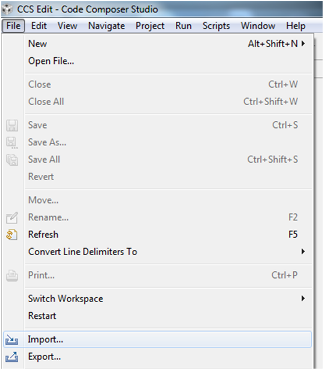 CCS Edit - Code Composer Studio
File Edit View Navigate Project Run Scripts Window Help
New Alt+Shift+N
Open File...
Close Ctrl+W
Close All Ctrl+Shift+W
Save Ctrl+S
Save As...
Save All Ctrl+Shift+S
Revert
Move...
Rename... F2
Refresh F5
Convert Line Delimiters To
Print... Ctrl+P
Switch Workspace
Restart
Import...
Export...